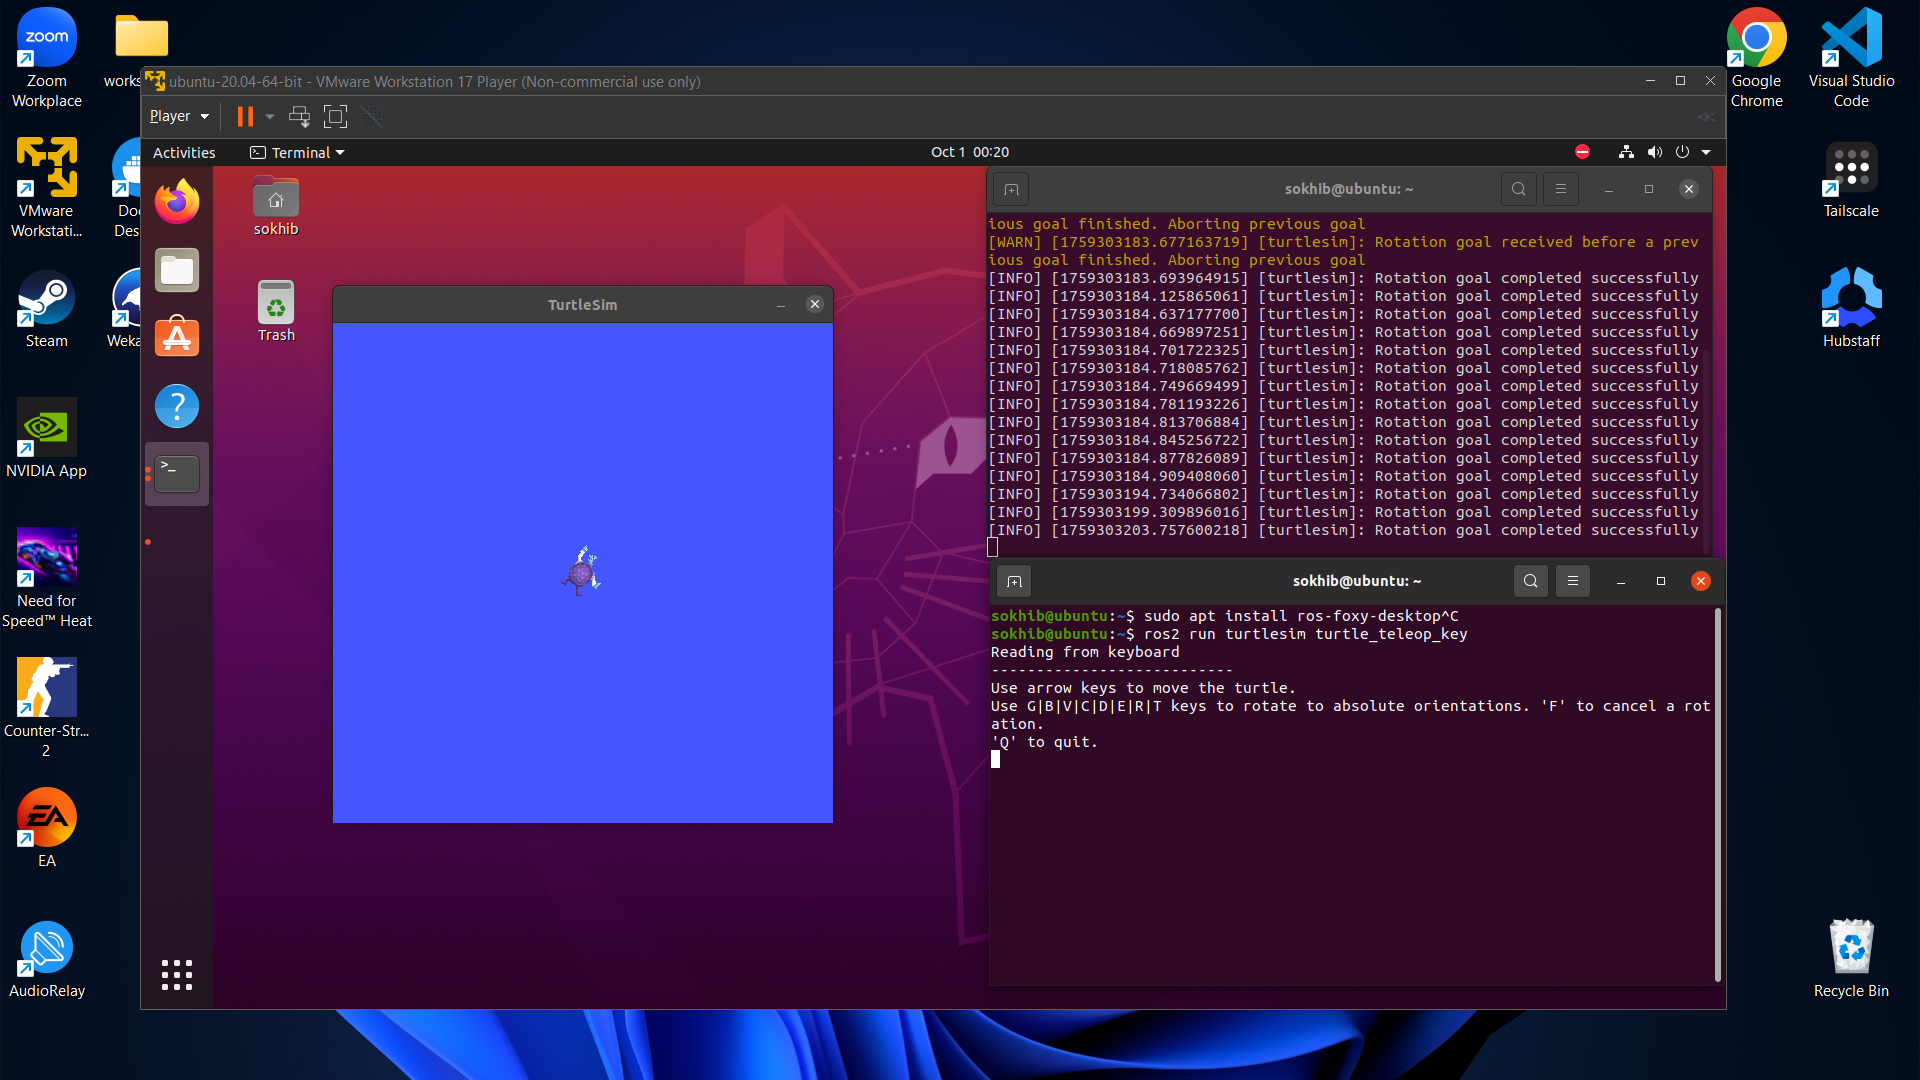 zoom
Zoom
Workplace
works
VMware
Workstati...
Doc
Desk
Steam
Weka
NVIDIA App
Need for
Speed™ Heat
Counter-Str...
2
EA
EA
AudioRelay
ubuntu-20.04-64-bit - VMware Workstation 17 Player (Non-commercial use only)
Player
Activities
Terminal
Oct 1 00:20
sokhib
Trash
TurtleSim
sokhib@ubuntu: ~
ious goal finished. Aborting previous goal
[WARN] [1759303183.677163719] [turtlesim]: Rotation goal received before a prev
ious goal finished. Aborting previous goal
[INFO] [1759303183.693964915] [turtlesim]: Rotation goal completed successfully
[INFO] [1759303184.125865061] [turtlesim]: Rotation goal completed successfully
[INFO] [1759303184.637177700] [turtlesim]: Rotation goal completed successfully
[INFO] [1759303184.669897251] [turtlesim]: Rotation goal completed successfully
[INFO] [1759303184.701722325] [turtlesim]: Rotation goal completed successfully
[INFO] [1759303184.718085762] [turtlesim]: Rotation goal completed successfully
[INFO] [1759303184.749669499] [turtlesim]: Rotation goal completed successfully
[INFO] [1759303184.781193226] [turtlesim]: Rotation goal completed successfully
[INFO] [1759303184.813706884] [turtlesim]: Rotation goal completed successfully
[INFO] [1759303184.845256722] [turtlesim]: Rotation goal completed successfully
[INFO] [1759303184.877826089] [turtlesim]: Rotation goal completed successfully
[INFO] [1759303184.909408060] [turtlesim]: Rotation goal completed successfully
[INFO] [1759303194.734066802] [turtlesim]: Rotation goal completed successfully
[INFO] [1759303199.309896016] [turtlesim]: Rotation goal completed successfully
[INFO] [1759303203.757600218] [turtlesim]: Rotation goal completed successfully
sokhib@ubuntu: ~
sokhib@ubuntu:~$ sudo apt install ros-foxy-desktop^C
sokhib@ubuntu:~$ ros2 run turtlesim turtle_teleop_key
Reading from keyboard
---------------------------
Use arrow keys to move the turtle.
Use G|B|V|C|D|E|R|T keys to rotate to absolute orientations. 'F' to cancel a rot
ation.
'Q' to quit.
Google
Chrome
Visual Studio
Code
Tailscale
Hubstaff
Recycle Bin